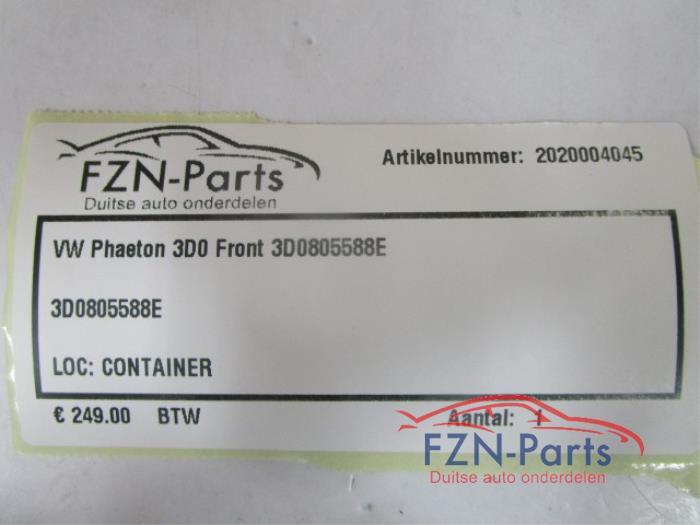 FZN-Parts
Duitse auto onderdelen
Artikelnummer: 2020004045
VW Phaeton 3D0 Front 3D0805588E
3D0805588E
LOC: CONTAINER
€ 249.00 BTW
Aantal: 1
FZN-Parts
Duitse auto onderdelen